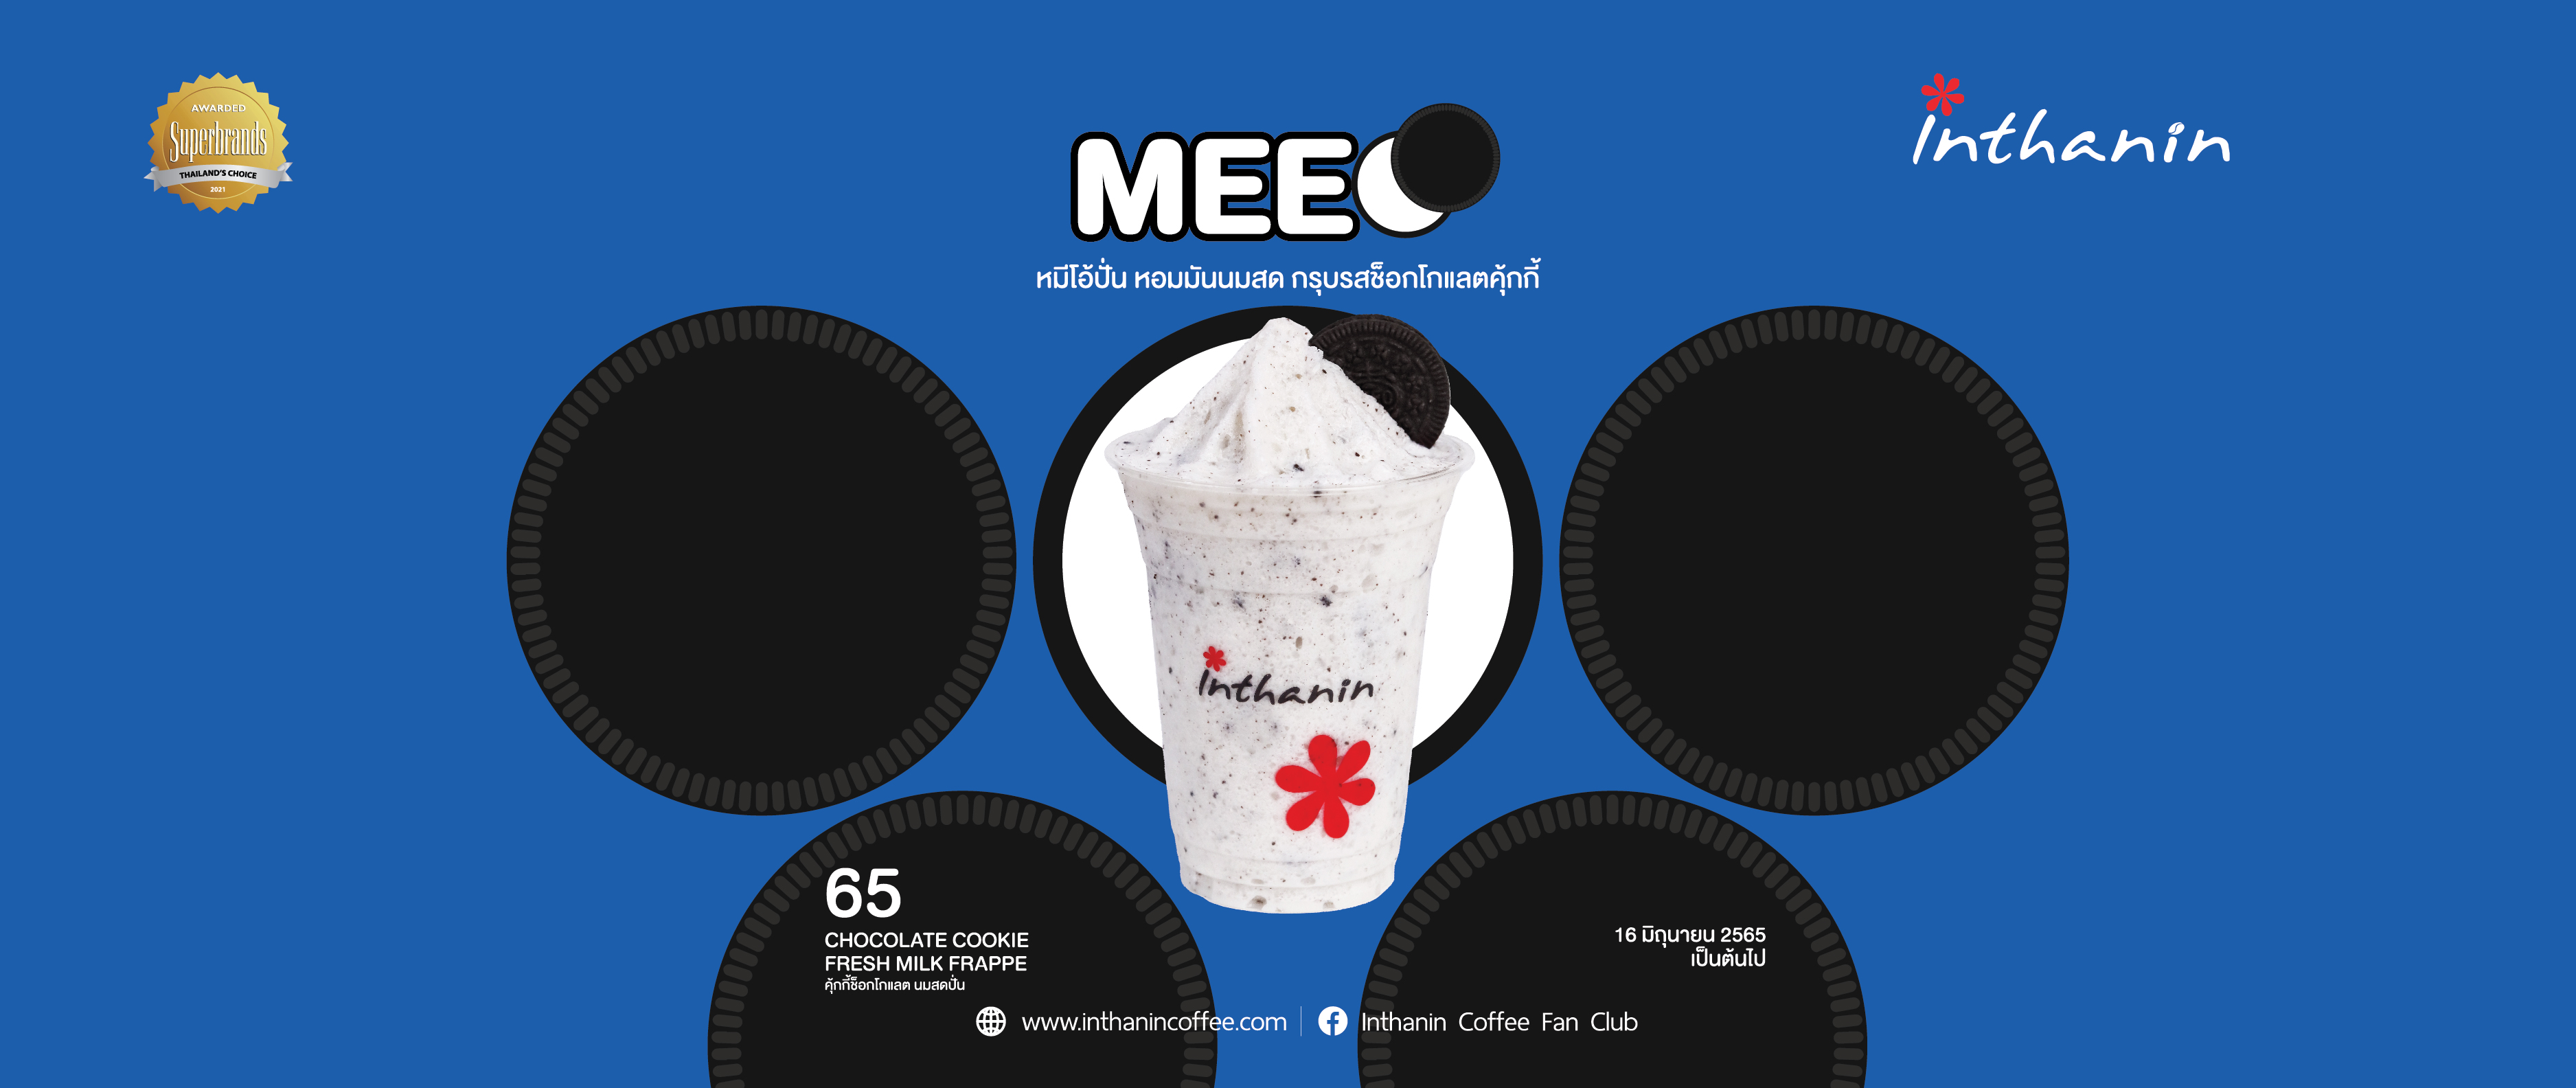 AWARDED
Superbrands
THAILAND'S CHOICE
2021
inthanin
MEEO
หมีโอ้ปั่น หอมมันนมสด กรุบรสช็อกโกแลตคุ้กกี้
inthanin
65
CHOCOLATE COOKIE
FRESH MILK FRAPPE
คุ้กกี้ช็อกโกแลต นมสดปั่น
16 มิถุนายน 2565
เป็นต้นไป
www.inthanincoffee.com
Inthanin Coffee Fan Club